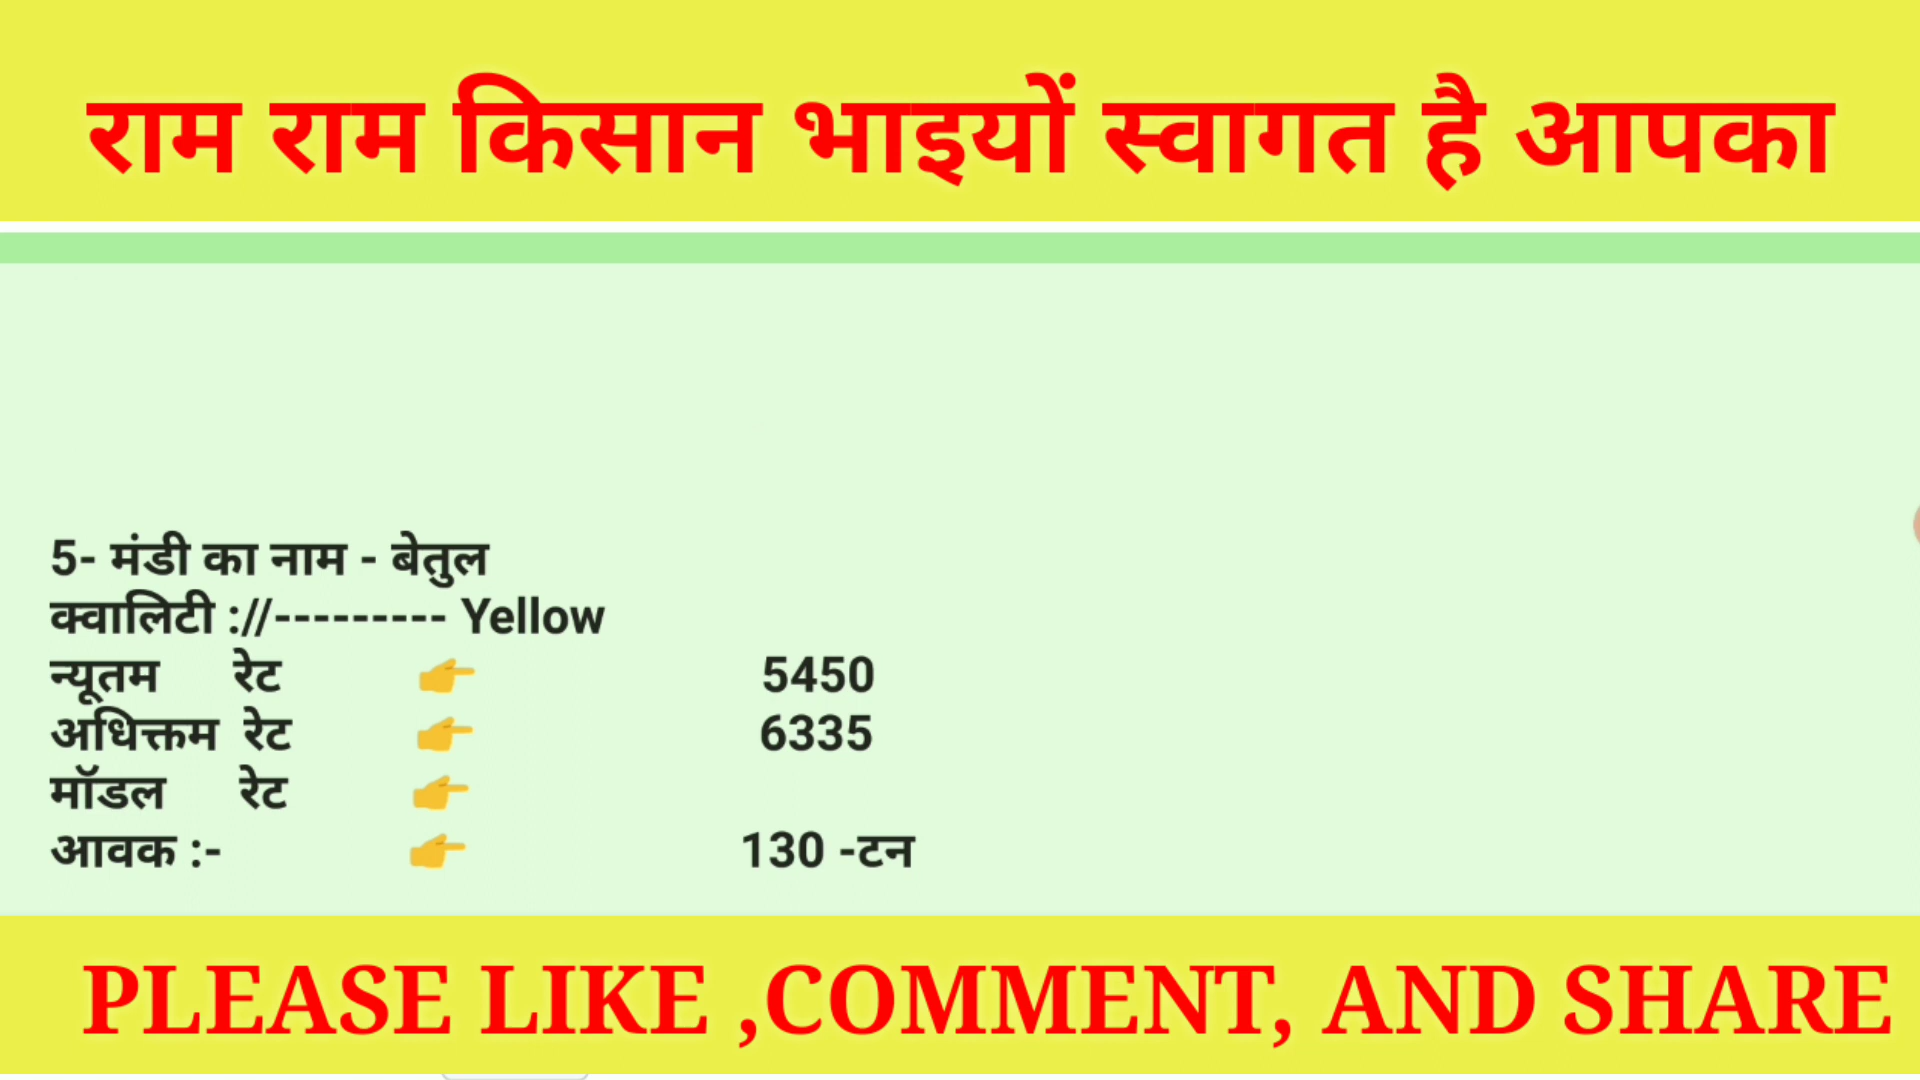 राम राम किसान भाइयों स्वागत है आपका
5- मंडी का नाम - बेतुल
क्वालिटी ://--------- Yellow
न्यूतम रेट 👉 5450
अधिक्तम रेट 👉 6335
मॉडल रेट 👉
आवक :- 👉 130 -टन
PLEASE LIKE ,COMMENT, AND SHARE